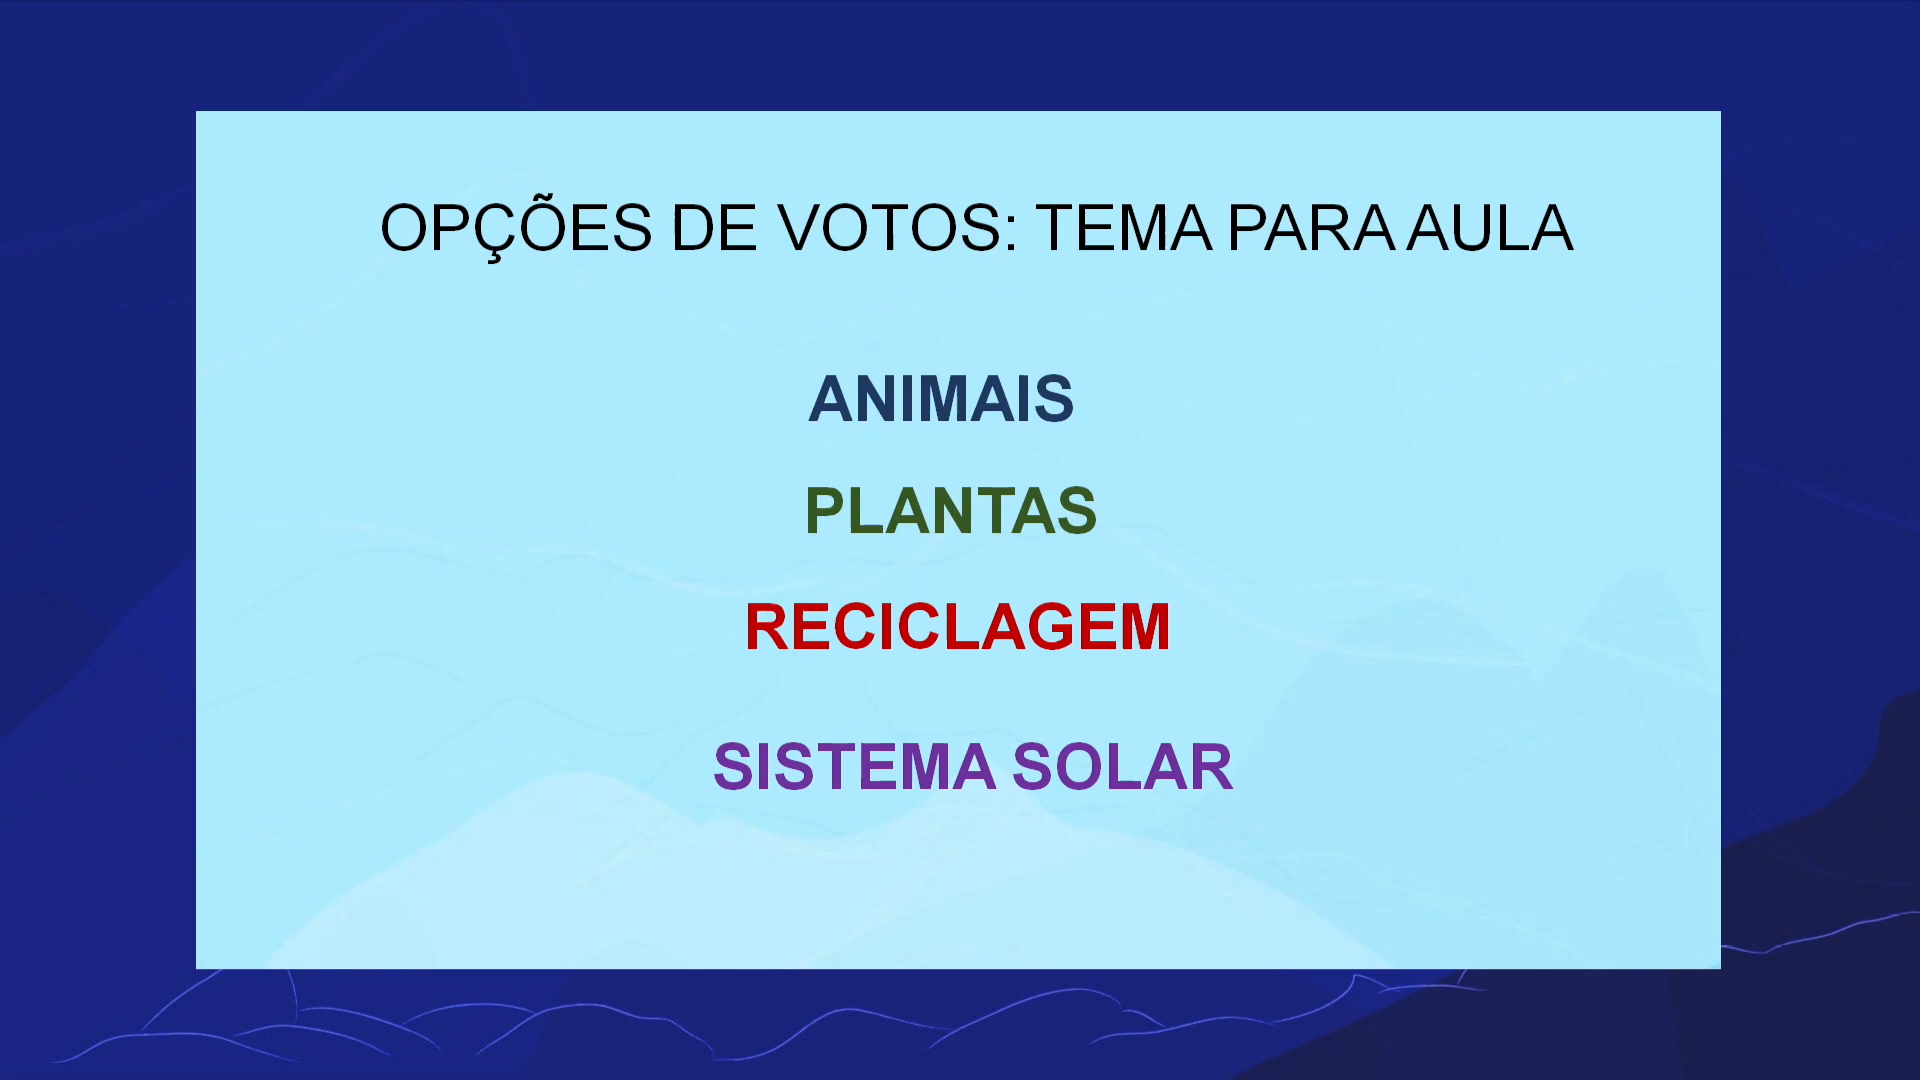 OPÇÕES DE VOTOS: TEMA PARA AULA
ANIMAIS
PLANTAS
RECICLAGEM
SISTEMA SOLAR